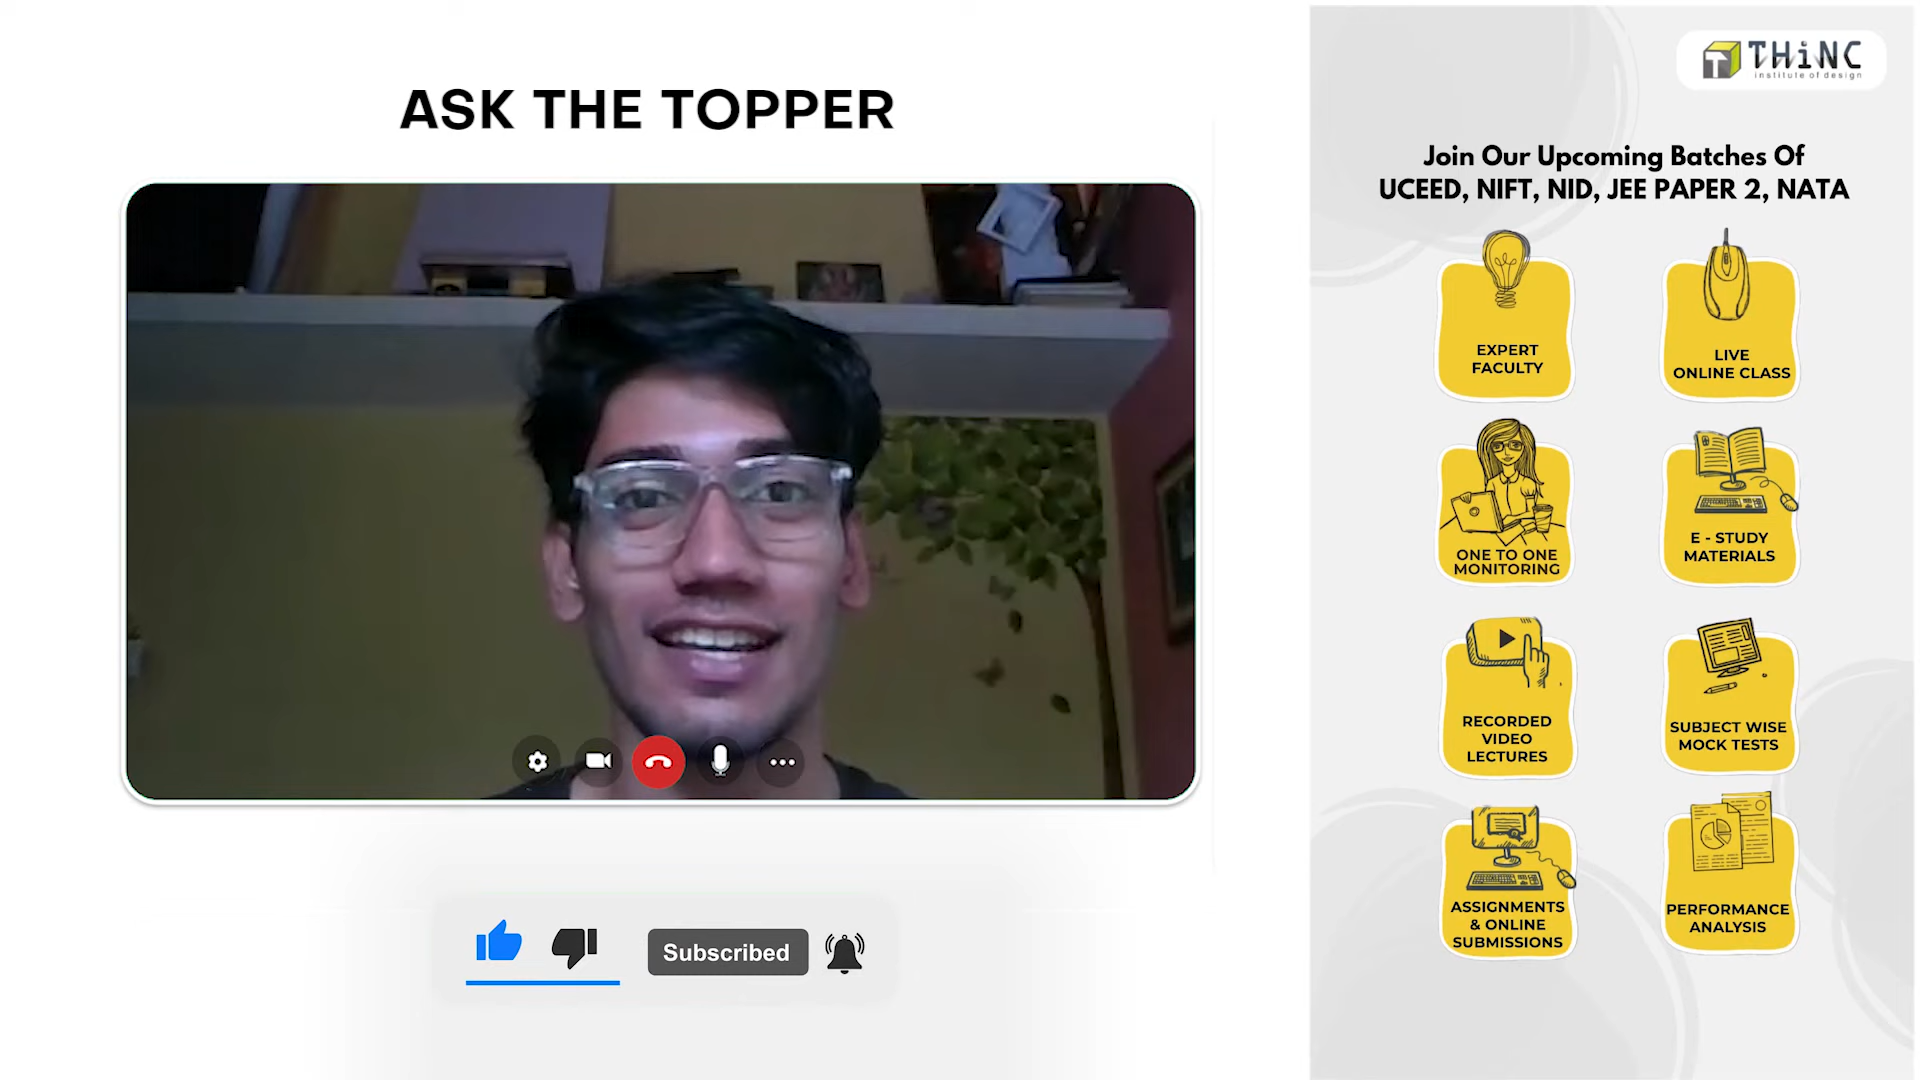 ASK THE TOPPER
Subscribed
THiNC
institute of design
Join Our Upcoming Batches Of
UCEED, NIFT, NID, JEE PAPER 2, NATA
EXPERT
FACULTY
LIVE
ONLINE CLASS
ONE TO ONE
MONITORING
E - STUDY
MATERIALS
RECORDED
VIDEO
LECTURES
SUBJECT WISE
MOCK TESTS
ASSIGNMENTS
& ONLINE
SUBMISSIONS
PERFORMANCE
ANALYSIS